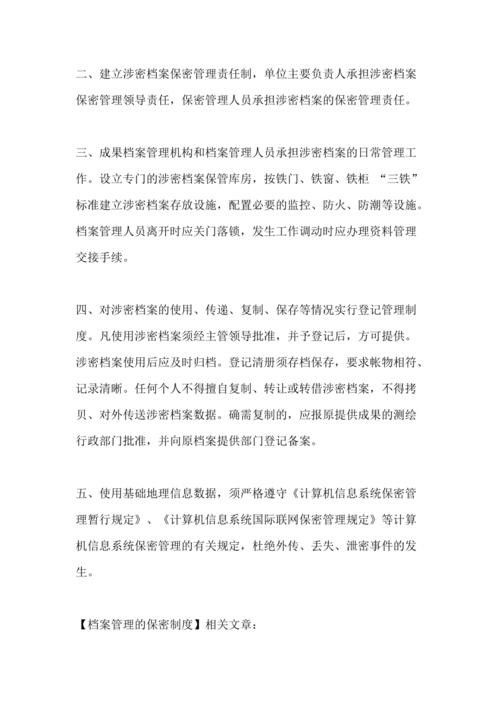 二、建立涉密档案保密管理责任制，单位主要负责人承担涉密档案
保密管理领导责任，保密管理人员承担涉密档案的保密管理责任。
三、成果档案管理机构和档案管理人员承担涉密档案的日常管理工
作。设立专门的涉密档案保管库房，按铁门、铁窗、铁柜 “三铁”
标准建立涉密档案存放设施，配置必要的监控、防火、防潮等设施。
档案管理人员离开时应关门落锁，发生工作调动时应办理资料管理
交接手续。
四、对涉密档案的使用、传递、复制、保存等情况实行登记管理制
度。凡使用涉密档案须经主管领导批准，并予登记后，方可提供。
涉密档案使用后应及时归档。登记清册须存档保存，要求帐物相符、
记录清晰。任何个人不得擅自复制、转让或转借涉密档案，不得拷
贝、对外传送涉密档案数据。确需复制的，应报原提供成果的测绘
行政部门批准，并向原档案提供部门登记备案。
五、使用基础地理信息数据，须严格遵守《计算机信息系统保密管
理暂行规定》、《计算机信息系统国际联网保密管理规定》等计算
机信息系统保密管理的有关规定，杜绝外传、丢失、泄密事件的发
生。
【档案管理的保密制度】相关文章：